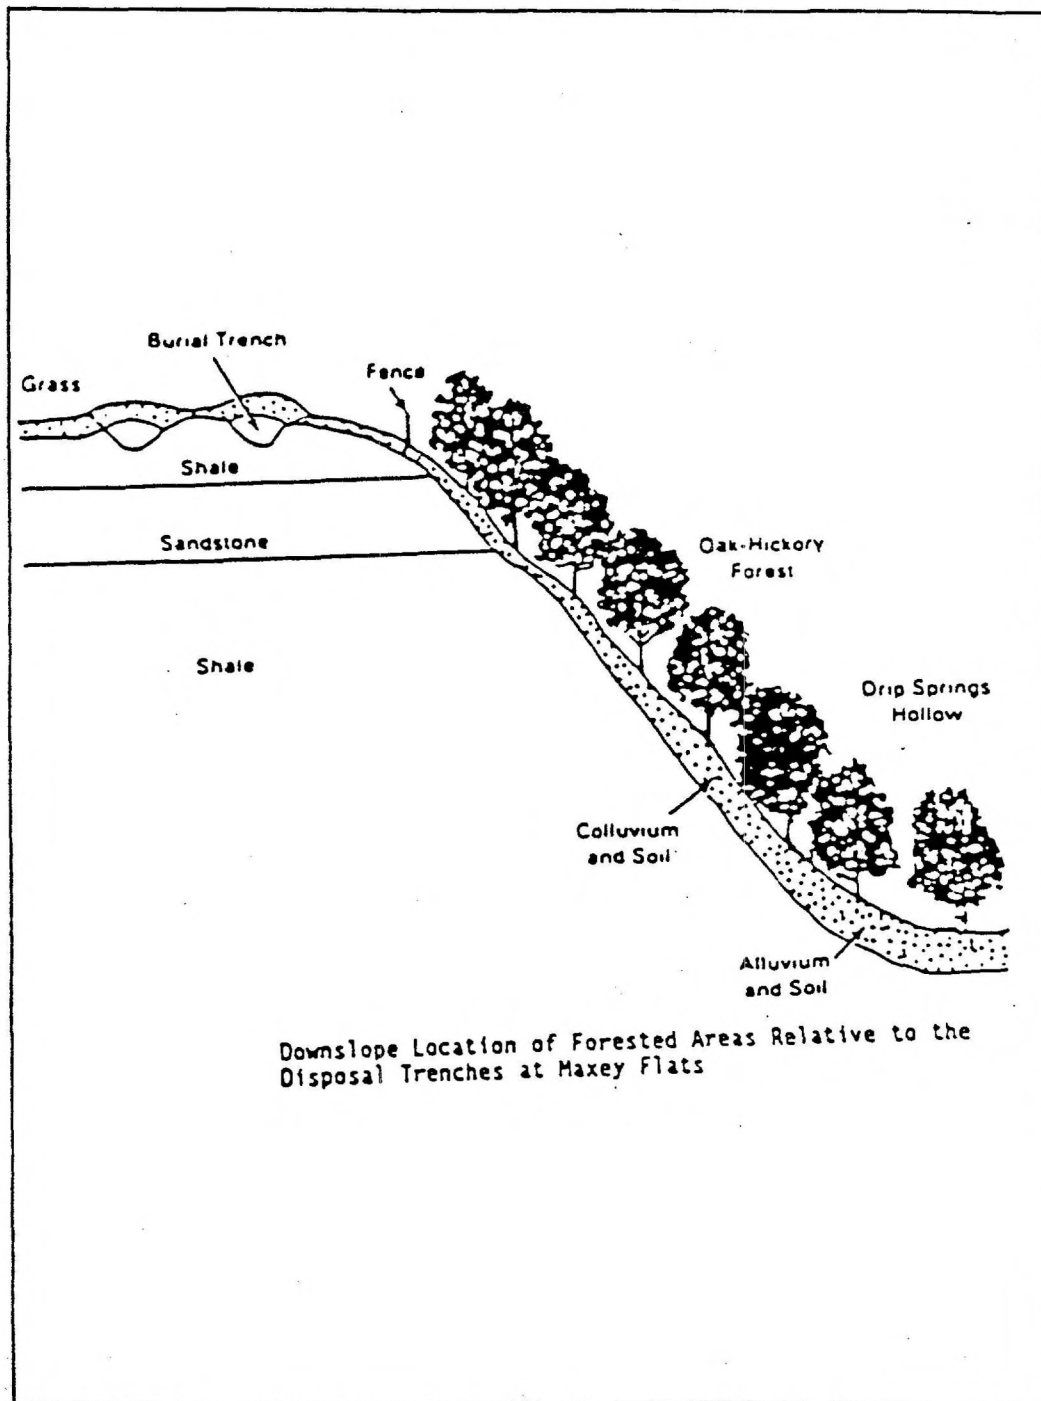 Burial Trench
Grass
Fence
Shale
Sandstone
Oak-Hickory
Forest
Shale
Drip Springs
Hollow
Colluvium
and Soil
Alluvium
and Soil
Downslope Location of Forested Areas Relative to the
Disposal Trenches at Maxey Flats